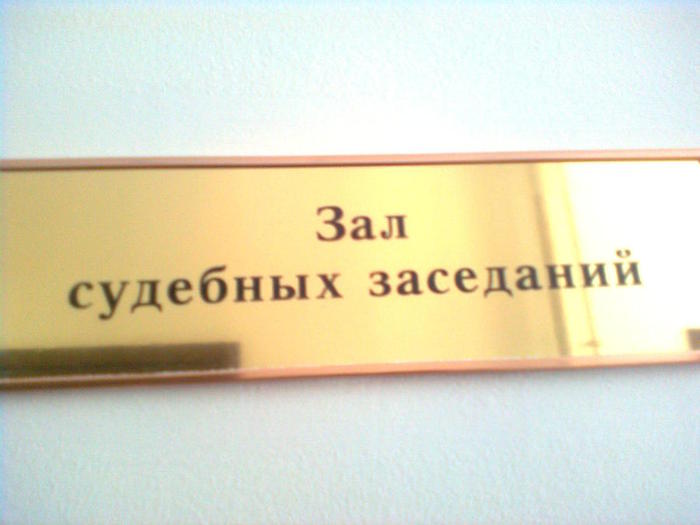 Зал
судебных заседаний